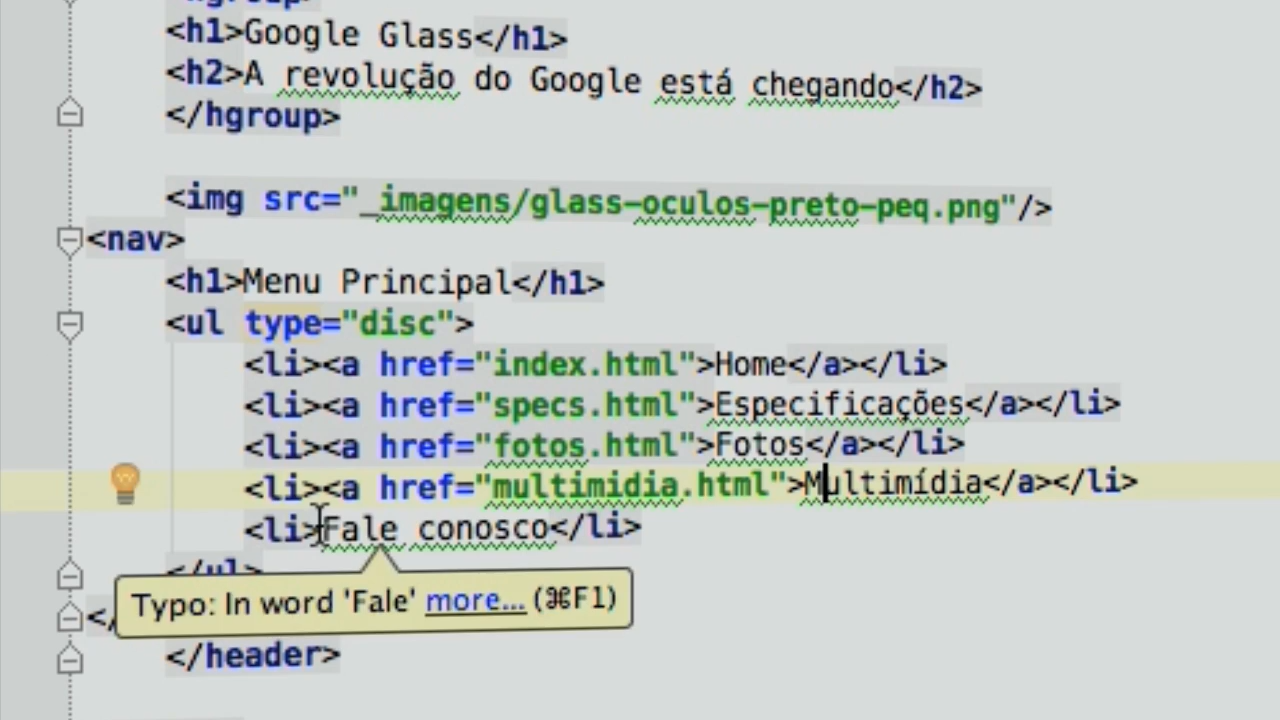 <hgroup>
<h1>Google Glass</h1>
<h2>A revolução do Google está chegando</h2>
</hgroup>
<img src="_imagens/glass-oculos-preto-peq.png"/>
<nav>
<h1>Menu Principal</h1>
<ul type="disc">
<li><a href="index.html">Home</a></li>
<li><a href="specs.html">Especificações</a></li>
<li><a href="fotos.html">Fotos</a></li>
<li><a href="multimidia.html">Multimídia</a></li>
<li>Fale conosco</li>
</ul>
Typo: In word 'Fale' more... (⌘F1)
</
</header>